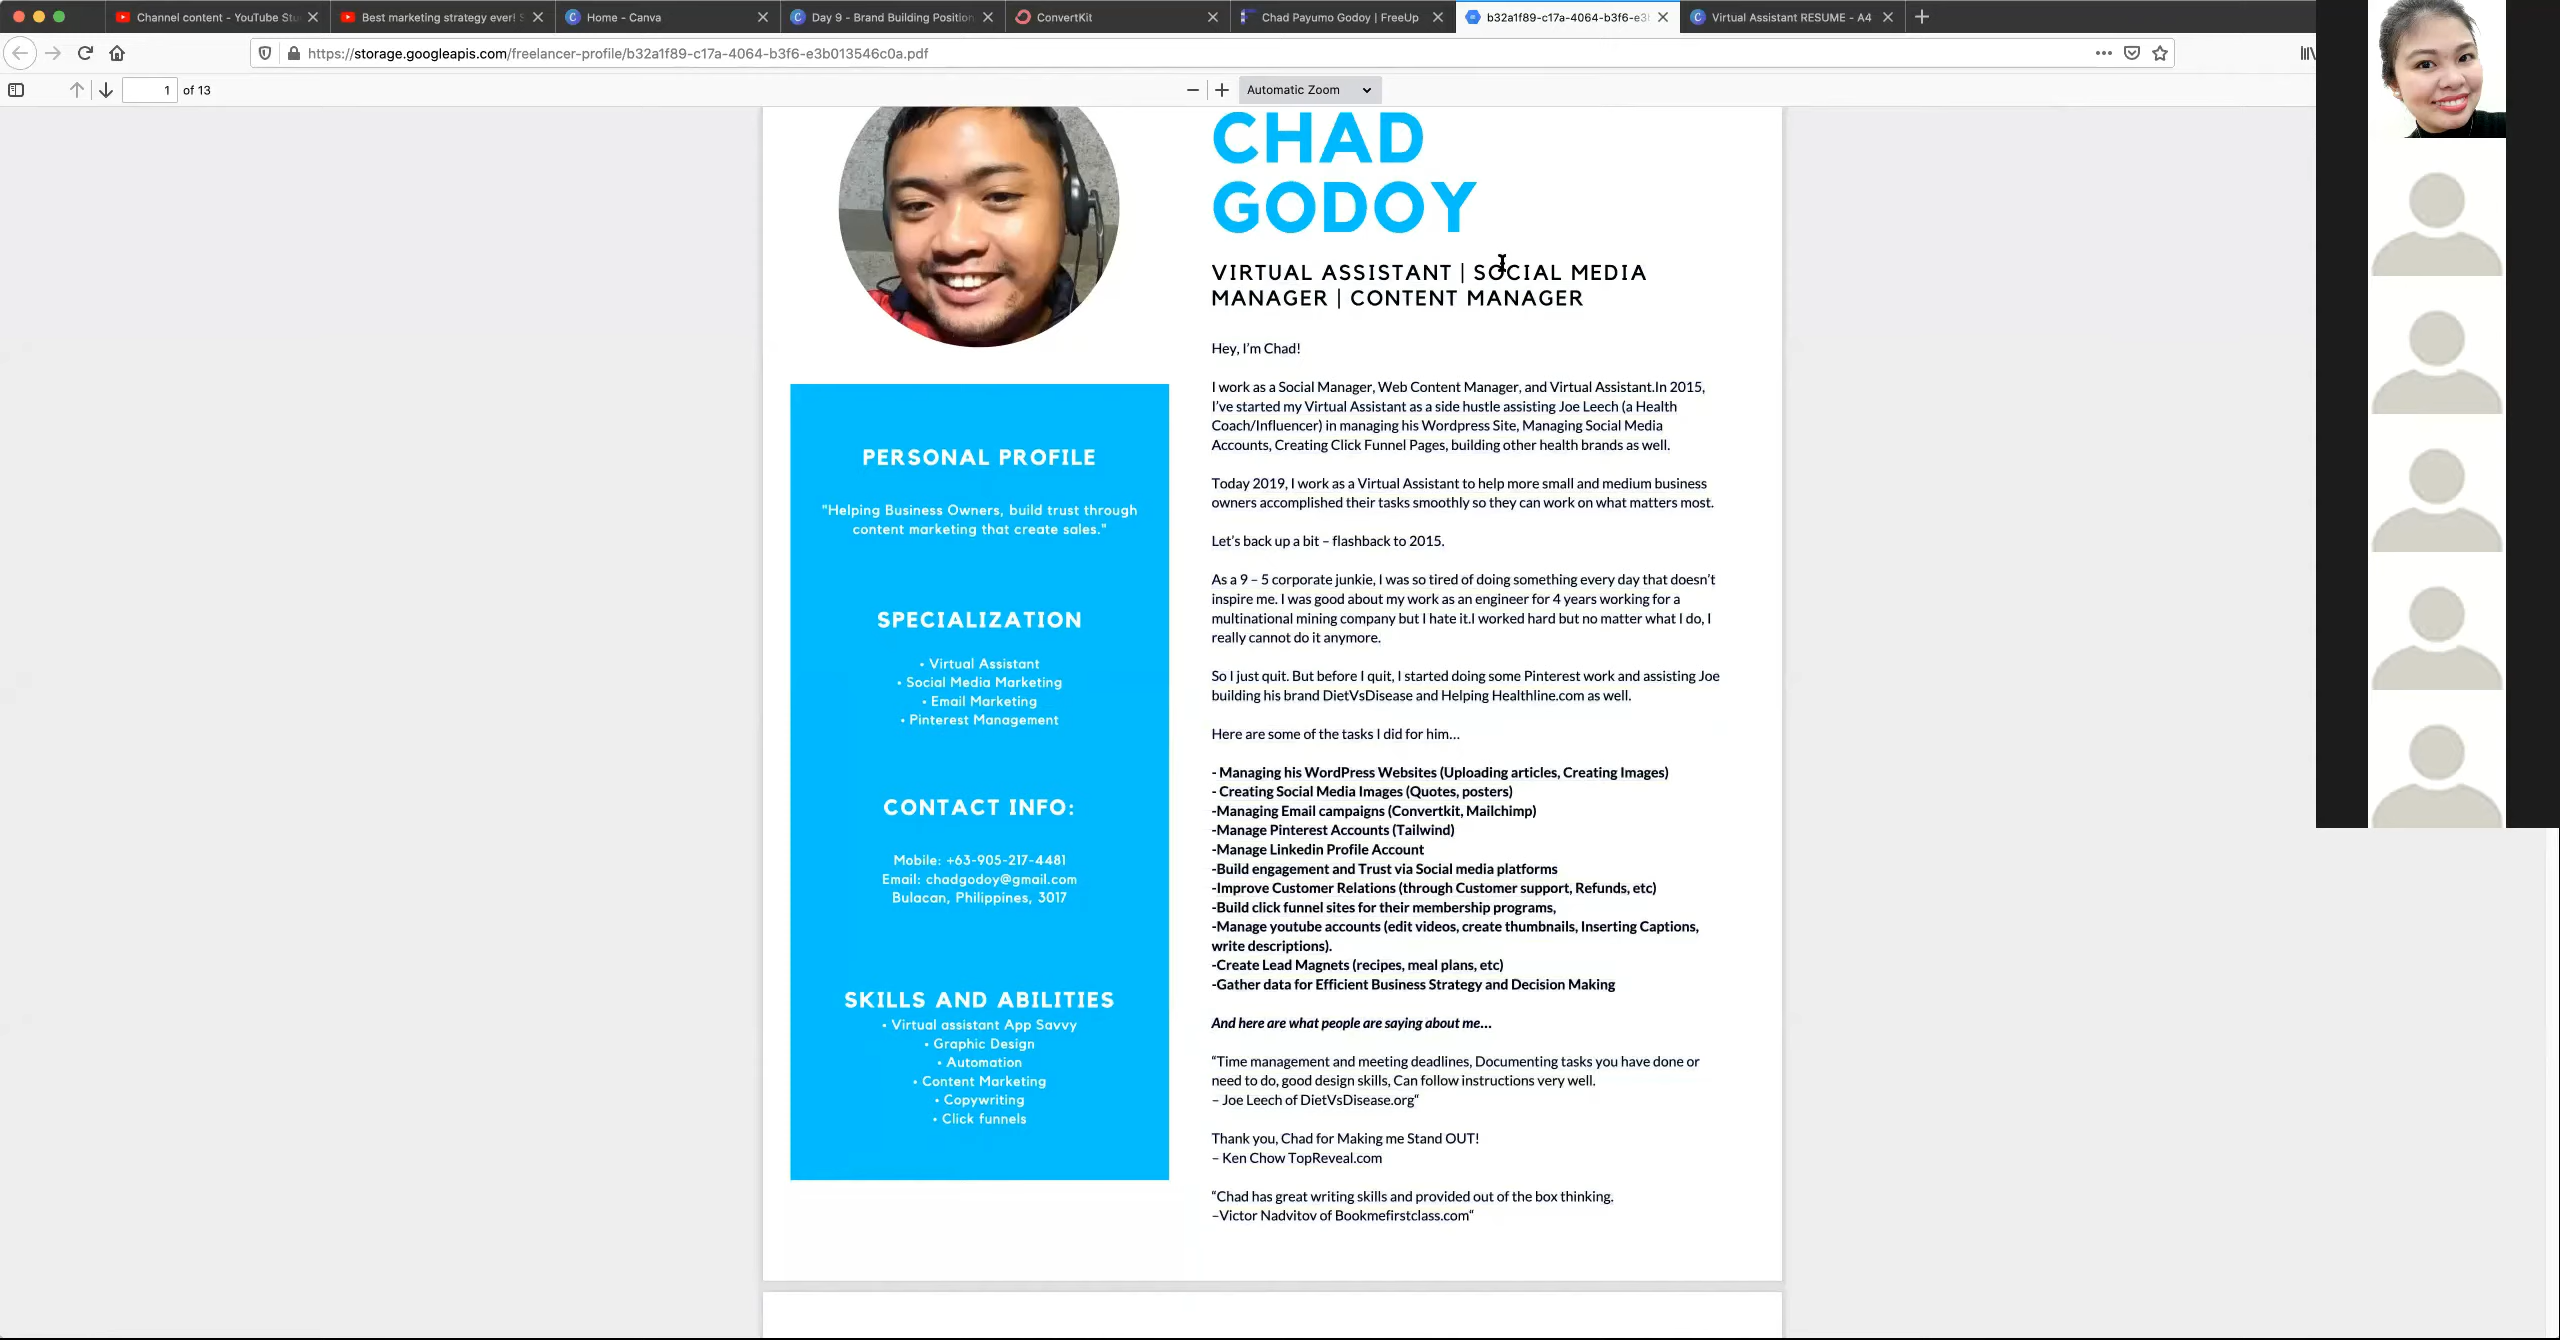 Channel content - YouTube Stu
Best marketing strategy ever! S
Home - Canva
Day 9 - Brand Building Position
ConvertKit
Chad Payumo Godoy | FreeUp
b32a1f89-c17a-4064-b3f6-e3
Virtual Assistant RESUME - A4
https://storage.googleapis.com/freelancer-profile/b32a1f89-c17a-4064-b3f6-e3b013546c0a.pdf
1 of 13
Automatic Zoom
CHAD
GODOY
VIRTUAL ASSISTANT | SOCIAL MEDIA
MANAGER | CONTENT MANAGER
PERSONAL PROFILE
"Helping Business Owners, build trust through
content marketing that create sales."
SPECIALIZATION
• Virtual Assistant
• Social Media Marketing
• Email Marketing
• Pinterest Management
CONTACT INFO:
Mobile: +63-905-217-4481
Email: chadgodoy@gmail.com
Bulacan, Philippines, 3017
SKILLS AND ABILITIES
• Virtual assistant App Savvy
• Graphic Design
• Automation
• Content Marketing
• Copywriting
• Click funnels
Hey, I'm Chad!
I work as a Social Manager, Web Content Manager, and Virtual Assistant.In 2015,
I've started my Virtual Assistant as a side hustle assisting Joe Leech (a Health
Coach/Influencer) in managing his Wordpress Site, Managing Social Media
Accounts, Creating Click Funnel Pages, building other health brands as well.
Today 2019, I work as a Virtual Assistant to help more small and medium business
owners accomplished their tasks smoothly so they can work on what matters most.
Let's back up a bit – flashback to 2015.
As a 9 – 5 corporate junkie, I was so tired of doing something every day that doesn't
inspire me. I was good about my work as an engineer for 4 years working for a
multinational mining company but I hate it.I worked hard but no matter what I do, I
really cannot do it anymore.
So I just quit. But before I quit, I started doing some Pinterest work and assisting Joe
building his brand DietVsDisease and Helping Healthline.com as well.
Here are some of the tasks I did for him…
- Managing his WordPress Websites (Uploading articles, Creating Images)
- Creating Social Media Images (Quotes, posters)
-Managing Email campaigns (Convertkit, Mailchimp)
-Manage Pinterest Accounts (Tailwind)
-Manage Linkedin Profile Account
-Build engagement and Trust via Social media platforms
-Improve Customer Relations (through Customer support, Refunds, etc)
-Build click funnel sites for their membership programs,
-Manage youtube accounts (edit videos, create thumbnails, Inserting Captions,
write descriptions).
-Create Lead Magnets (recipes, meal plans, etc)
-Gather data for Efficient Business Strategy and Decision Making
And here are what people are saying about me…
“Time management and meeting deadlines, Documenting tasks you have done or
need to do, good design skills, Can follow instructions very well.
– Joe Leech of DietVsDisease.org“
Thank you, Chad for Making me Stand OUT!
– Ken Chow TopReveal.com
“Chad has great writing skills and provided out of the box thinking.
–Victor Nadvitov of Bookmefirstclass.com“